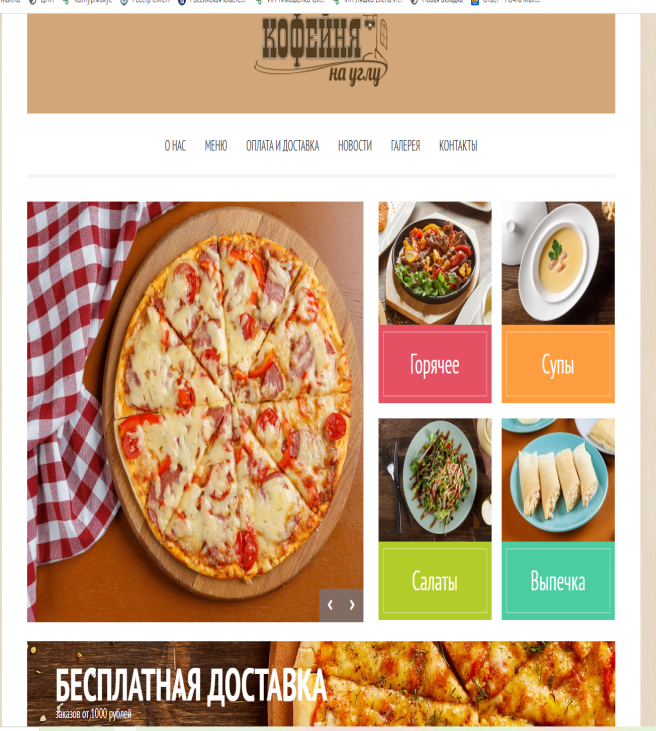 КОФЕЙНЯ
на углу
О НАС МЕНЮ ОПЛАТА И ДОСТАВКА НОВОСТИ ГАЛЕРЕЯ КОНТАКТЫ
Горячее
Супы
Салаты
Выпечка
БЕСПЛАТНАЯ ДОСТАВКА
заказов от 1000 рублей